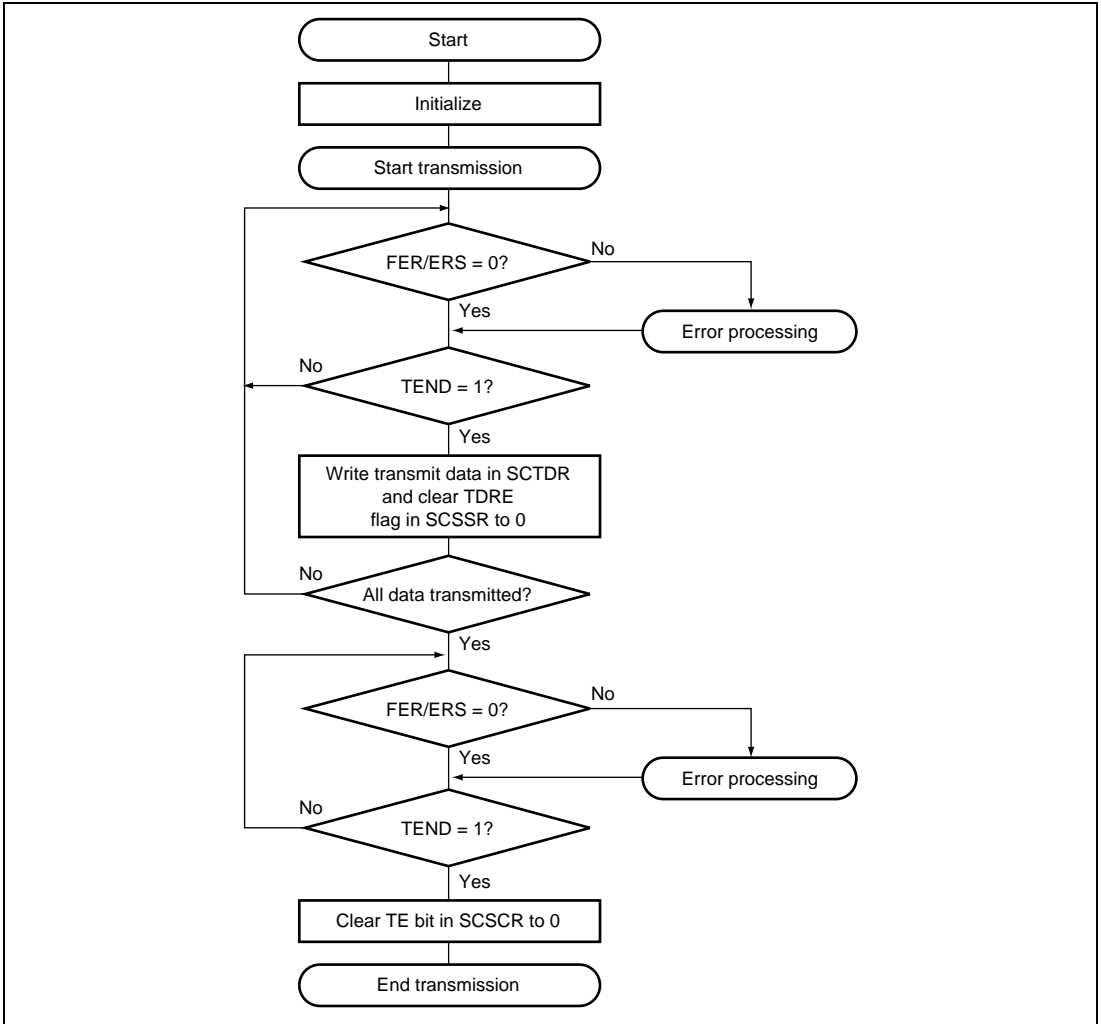 Start
Initialize
Start transmission
FER/ERS = 0?
No
Yes
Error processing
No
TEND = 1?
Yes
Write transmit data in SCTDR
and clear TDRE
flag in SCSSR to 0
No
All data transmitted?
Yes
FER/ERS = 0?
No
Yes
Error processing
No
TEND = 1?
Yes
Clear TE bit in SCSCR to 0
End transmission